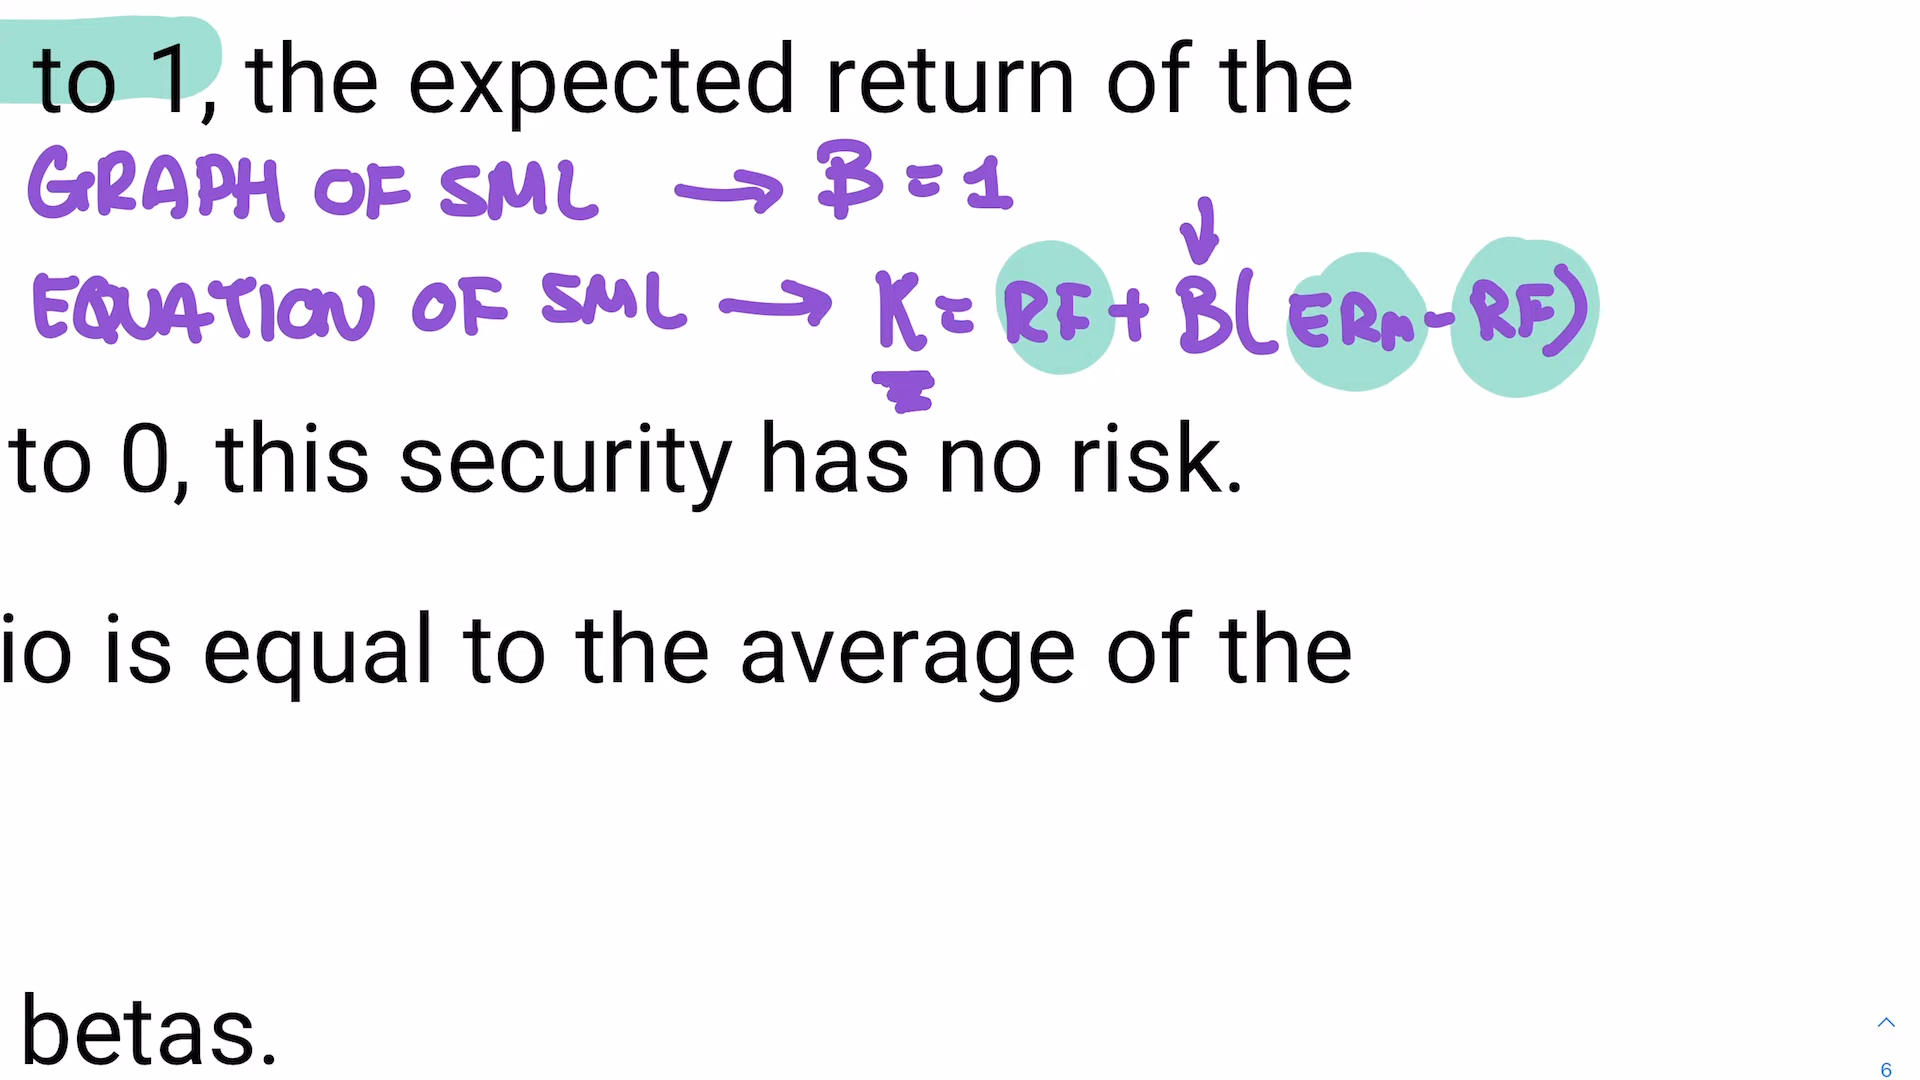 to 1, the expected return of the
GRAPH OF SML → B = 1
EQUATION OF SML → K = RF + B(ERm - RF)
to 0, this security has no risk.
io is equal to the average of the
betas.
6